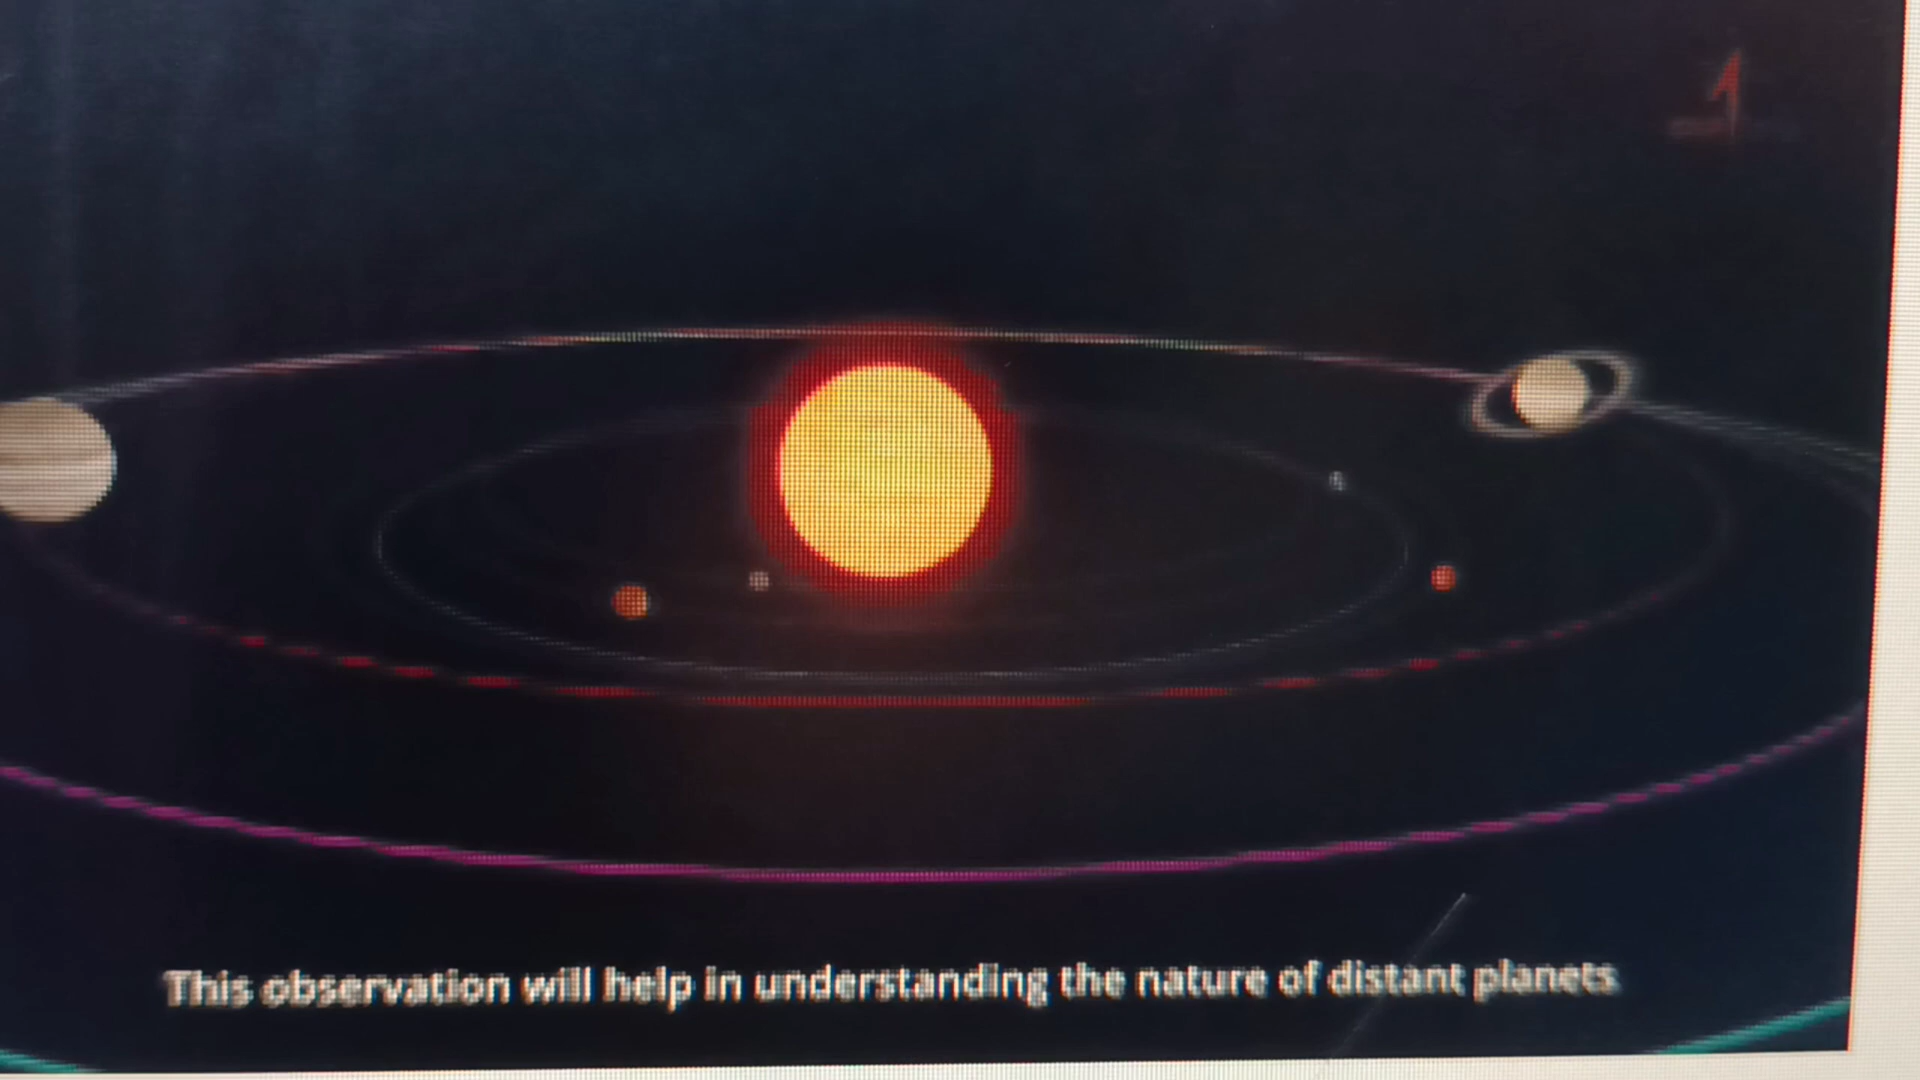 This observation will help in understanding the nature of distant planets